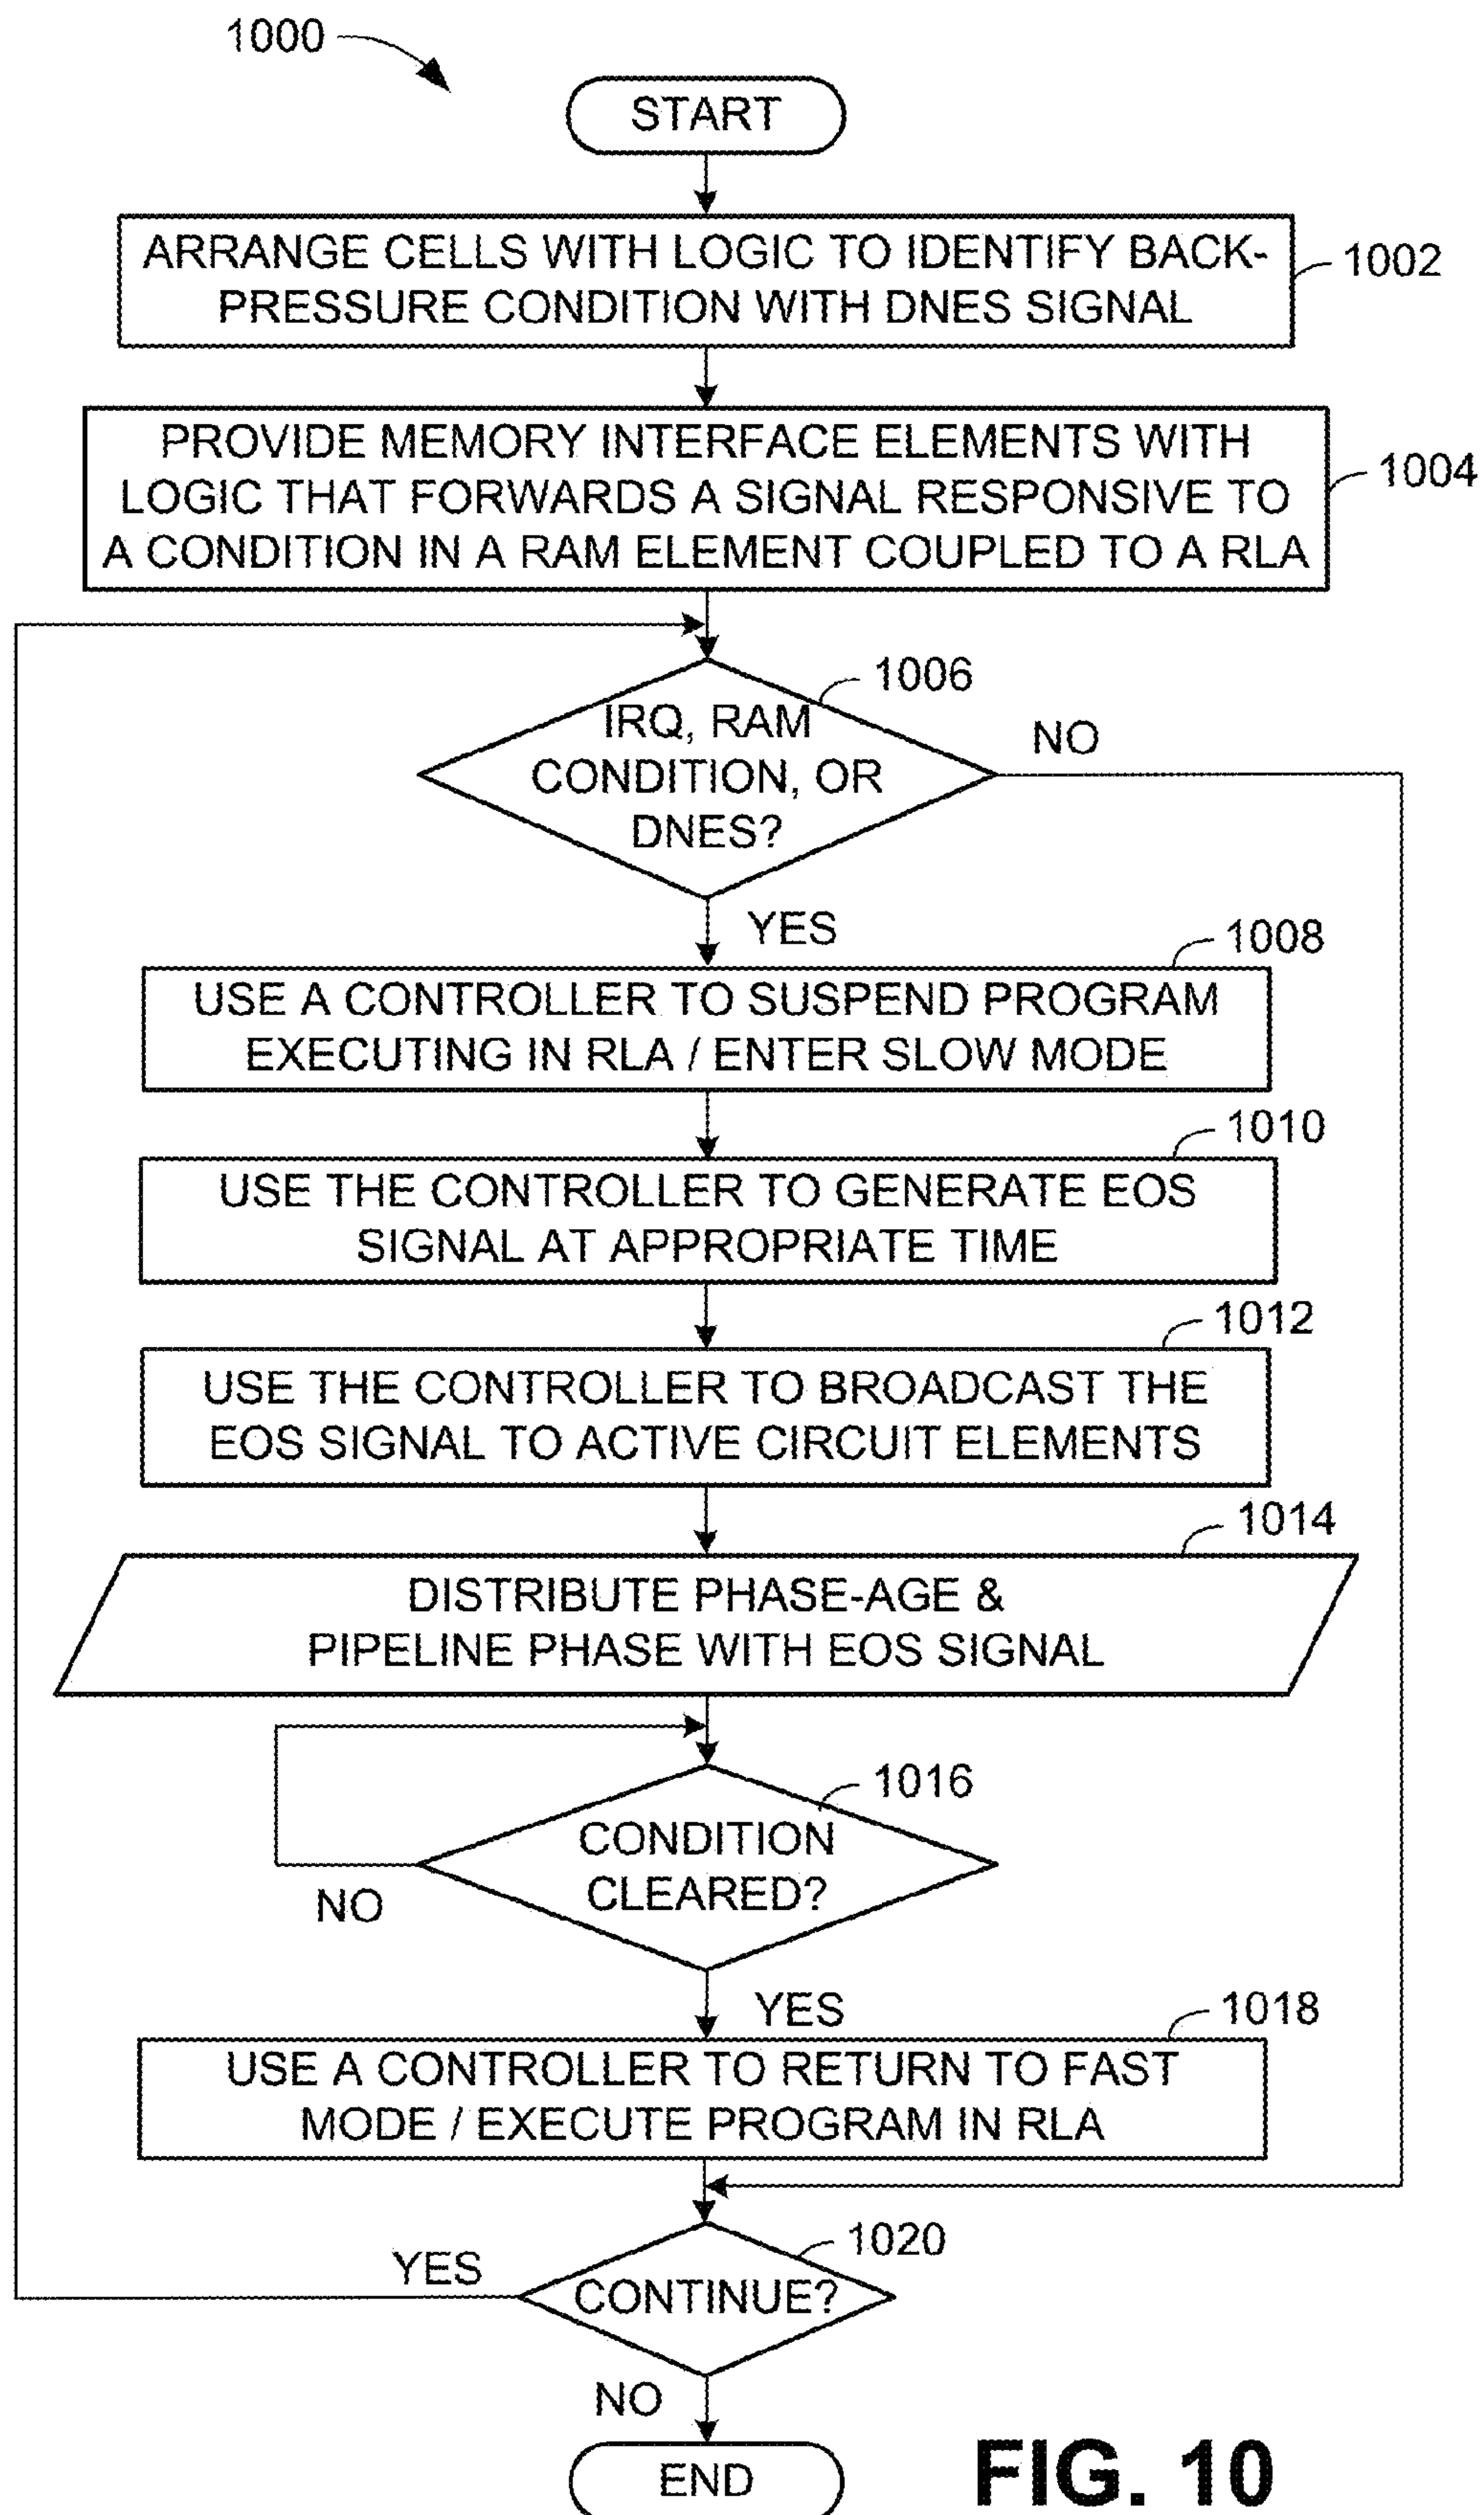 1000
START
ARRANGE CELLS WITH LOGIC TO IDENTIFY BACK-
PRESSURE CONDITION WITH DNES SIGNAL
1002
PROVIDE MEMORY INTERFACE ELEMENTS WITH
LOGIC THAT FORWARDS A SIGNAL RESPONSIVE TO
A CONDITION IN A RAM ELEMENT COUPLED TO A RLA
1004
1006
IRQ, RAM
CONDITION, OR
DNES?
NO
YES
1008
USE A CONTROLLER TO SUSPEND PROGRAM
EXECUTING IN RLA / ENTER SLOW MODE
1010
USE THE CONTROLLER TO GENERATE EOS
SIGNAL AT APPROPRIATE TIME
1012
USE THE CONTROLLER TO BROADCAST THE
EOS SIGNAL TO ACTIVE CIRCUIT ELEMENTS
1014
DISTRIBUTE PHASE-AGE &
PIPELINE PHASE WITH EOS SIGNAL
1016
CONDITION
CLEARED?
NO
YES
1018
USE A CONTROLLER TO RETURN TO FAST
MODE / EXECUTE PROGRAM IN RLA
1020
YES
CONTINUE?
NO
END
FIG. 10